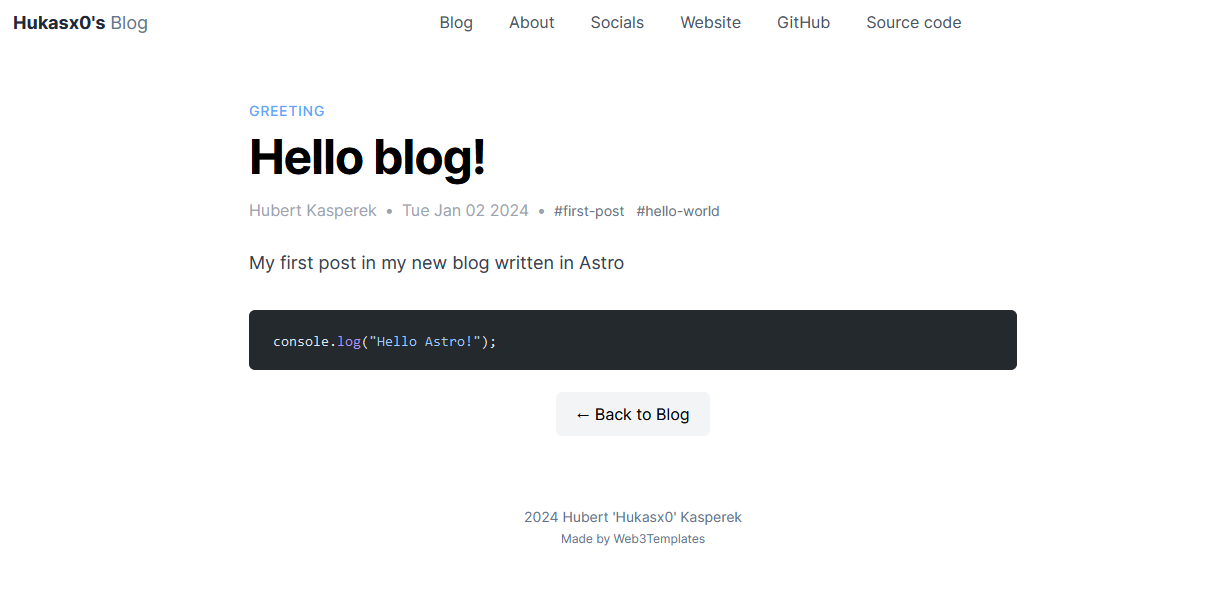 Hukasx0's Blog Blog About Socials Website GitHub Source code
GREETING
Hello blog!
Hubert Kasperek • Tue Jan 02 2024 • #first-post #hello-world
My first post in my new blog written in Astro
console.log("Hello Astro!");
← Back to Blog
2024 Hubert 'Hukasx0' Kasperek
Made by Web3Templates